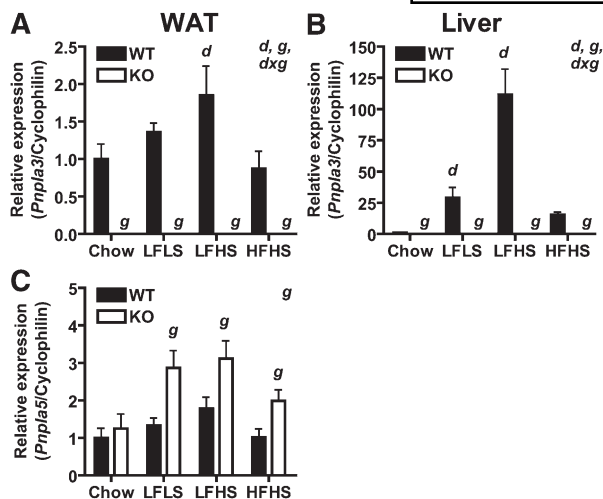 A
WAT
2.5
2.0
1.5
1.0
0.5
0.0
Relative expression
(Pnpla3/Cyclophilin)
WT
KO
d
d, g,
dxg
g
g
g
g
Chow
LFLS
LFHS
HFHS
B
Liver
150
125
100
75
50
25
0
Relative expression
(Pnpla3/Cyclophilin)
WT
KO
d
d
d, g,
dxg
g
g
g
g
Chow
LFLS
LFHS
HFHS
C
5
4
3
2
1
0
Relative expression
(Pnpla5/Cyclophilin)
WT
KO
g
g
g
g
Chow
LFLS
LFHS
HFHS